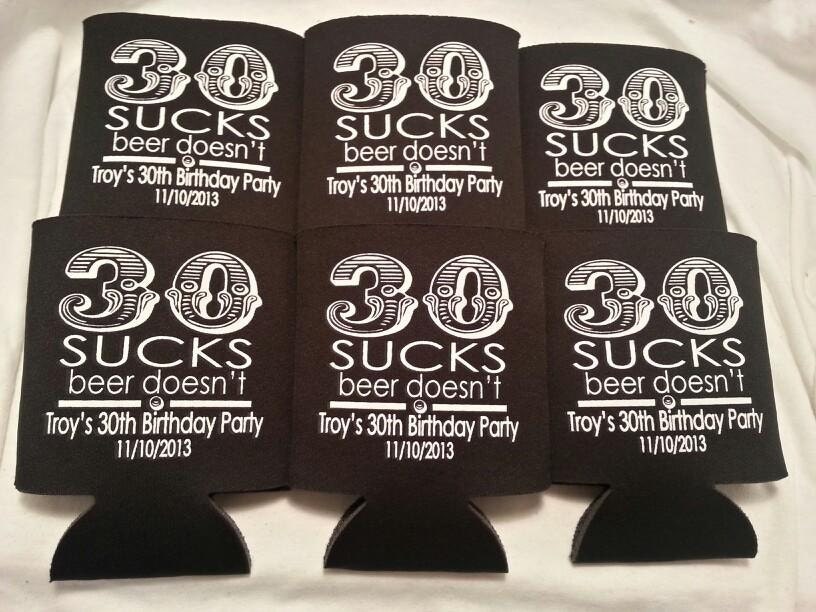 30
SUCKS
beer doesn't
Troy's 30th Birthday Party
11/10/2013
30
SUCKS
beer doesn't
Troy's 30th Birthday Party
11/10/2013
30
SUCKS
beer doesn't
Troy's 30th Birthday Party
11/10/2013
30
SUCKS
beer doesn't
Troy's 30th Birthday Party
11/10/2013
30
SUCKS
beer doesn't
Troy's 30th Birthday Party
11/10/2013
30
SUCKS
beer doesn't
Troy's 30th Birthday Party
11/10/2013